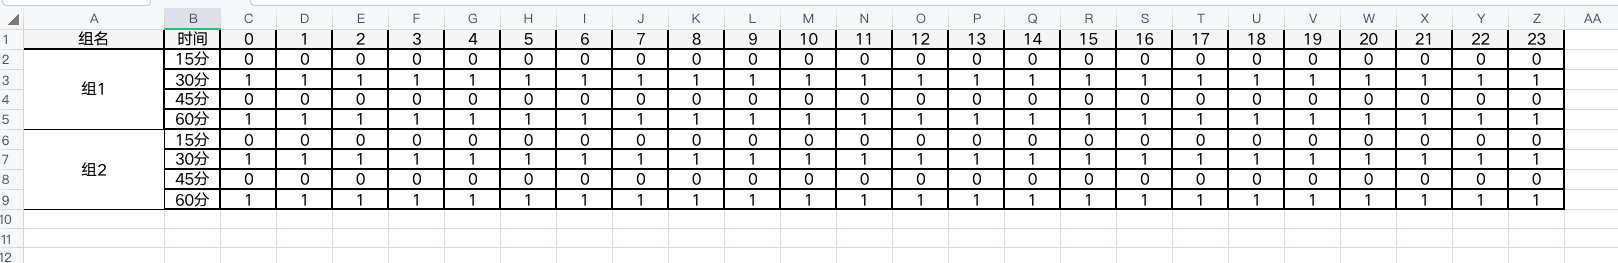 A B C D E F G H I J K L M N O P Q R S T U V W X Y Z AA
1 组名 时间 0 1 2 3 4 5 6 7 8 9 10 11 12 13 14 15 16 17 18 19 20 21 22 23
2 15分 0 0 0 0 0 0 0 0 0 0 0 0 0 0 0 0 0 0 0 0 0 0 0 0
组1
3 30分 1 1 1 1 1 1 1 1 1 1 1 1 1 1 1 1 1 1 1 1 1 1 1 1
4 45分 0 0 0 0 0 0 0 0 0 0 0 0 0 0 0 0 0 0 0 0 0 0 0 0
5 60分 1 1 1 1 1 1 1 1 1 1 1 1 1 1 1 1 1 1 1 1 1 1 1 1
6 15分 0 0 0 0 0 0 0 0 0 0 0 0 0 0 0 0 0 0 0 0 0 0 0 0
组2
7 30分 1 1 1 1 1 1 1 1 1 1 1 1 1 1 1 1 1 1 1 1 1 1 1 1
8 45分 0 0 0 0 0 0 0 0 0 0 0 0 0 0 0 0 0 0 0 0 0 0 0 0
9 60分 1 1 1 1 1 1 1 1 1 1 1 1 1 1 1 1 1 1 1 1 1 1 1 1
10
11
12